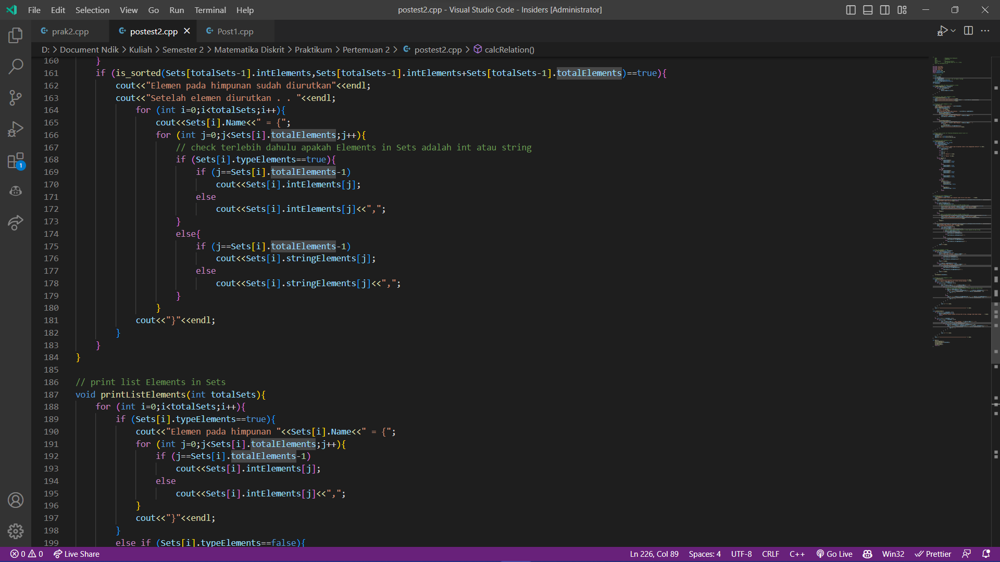 File Edit Selection View Go Run Terminal Help
postest2.cpp - Visual Studio Code - Insiders [Administrator]
prak2.cpp postest2.cpp Post1.cpp
D: > Document Ndik > Kuliah > Semester 2 > Matematika Diskrit > Praktikum > Pertemuan 2 > postest2.cpp > calcRelation()
160 }
161 if (is_sorted(Sets[totalSets-1].intElements,Sets[totalSets-1].intElements+Sets[totalSets-1].totalElements)==true){
162 cout<<"Elemen pada himpunan sudah diurutkan"<<endl;
163 cout<<"Setelah elemen diurutkan . . "<<endl;
164 for (int i=0;i<totalSets;i++){
165 cout<<Sets[i].Name<<" = {";
166 for (int j=0;j<Sets[i].totalElements;j++){
167 // check terlebih dahulu apakah Elements in Sets adalah int atau string
168 if (Sets[i].typeElements==true){
169 if (j==Sets[i].totalElements-1)
170 cout<<Sets[i].intElements[j];
171 else
172 cout<<Sets[i].intElements[j]<<",";
173 }
174 else{
175 if (j==Sets[i].totalElements-1)
176 cout<<Sets[i].stringElements[j];
177 else
178 cout<<Sets[i].stringElements[j]<<",";
179 }
180 }
181 cout<<"}"<<endl;
182 }
183 }
184 }
185
186 // print list Elements in Sets
187 void printListElements(int totalSets){
188 for (int i=0;i<totalSets;i++){
189 if (Sets[i].typeElements==true){
190 cout<<"Elemen pada himpunan "<<Sets[i].Name<<" = {";
191 for (int j=0;j<Sets[i].totalElements;j++){
192 if (j==Sets[i].totalElements-1)
193 cout<<Sets[i].intElements[j];
194 else
195 cout<<Sets[i].intElements[j]<<",";
196 }
197 cout<<"}"<<endl;
198 }
199 else if (Sets[i].typeElements==false){
1
0 0 Live Share Ln 226, Col 89 Spaces: 4 UTF-8 CRLF C++ Go Live Win32 Prettier